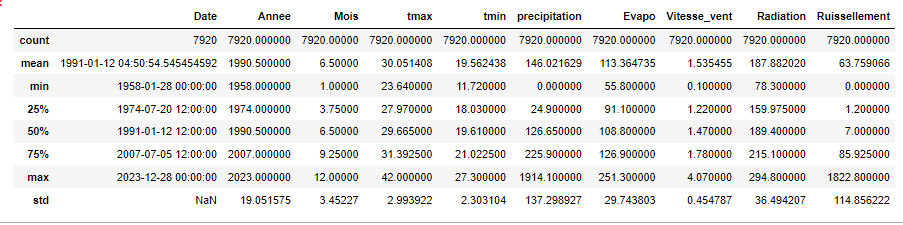 Date Annee Mois tmax tmin precipitation Evapo Vitesse_vent Radiation Ruissellement
count 7920 7920.000000 7920.00000 7920.000000 7920.000000 7920.000000 7920.000000 7920.000000 7920.000000 7920.000000
mean 1991-01-12 04:50:54.545454592 1990.500000 6.50000 30.051408 19.562438 146.021629 113.364735 1.535455 187.882020 63.759066
min 1958-01-28 00:00:00 1958.000000 1.00000 23.640000 11.720000 0.000000 55.800000 0.100000 78.300000 0.000000
25% 1974-07-20 12:00:00 1974.000000 3.75000 27.970000 18.030000 24.900000 91.100000 1.220000 159.975000 1.200000
50% 1991-01-12 12:00:00 1990.500000 6.50000 29.665000 19.610000 126.650000 108.800000 1.470000 189.400000 7.000000
75% 2007-07-05 12:00:00 2007.000000 9.25000 31.392500 21.022500 225.900000 126.900000 1.780000 215.100000 85.925000
max 2023-12-28 00:00:00 2023.000000 12.00000 42.000000 27.300000 1914.100000 251.300000 4.070000 294.800000 1822.800000
std NaN 19.051575 3.45227 2.993922 2.303104 137.298927 29.743803 0.454787 36.494207 114.856222